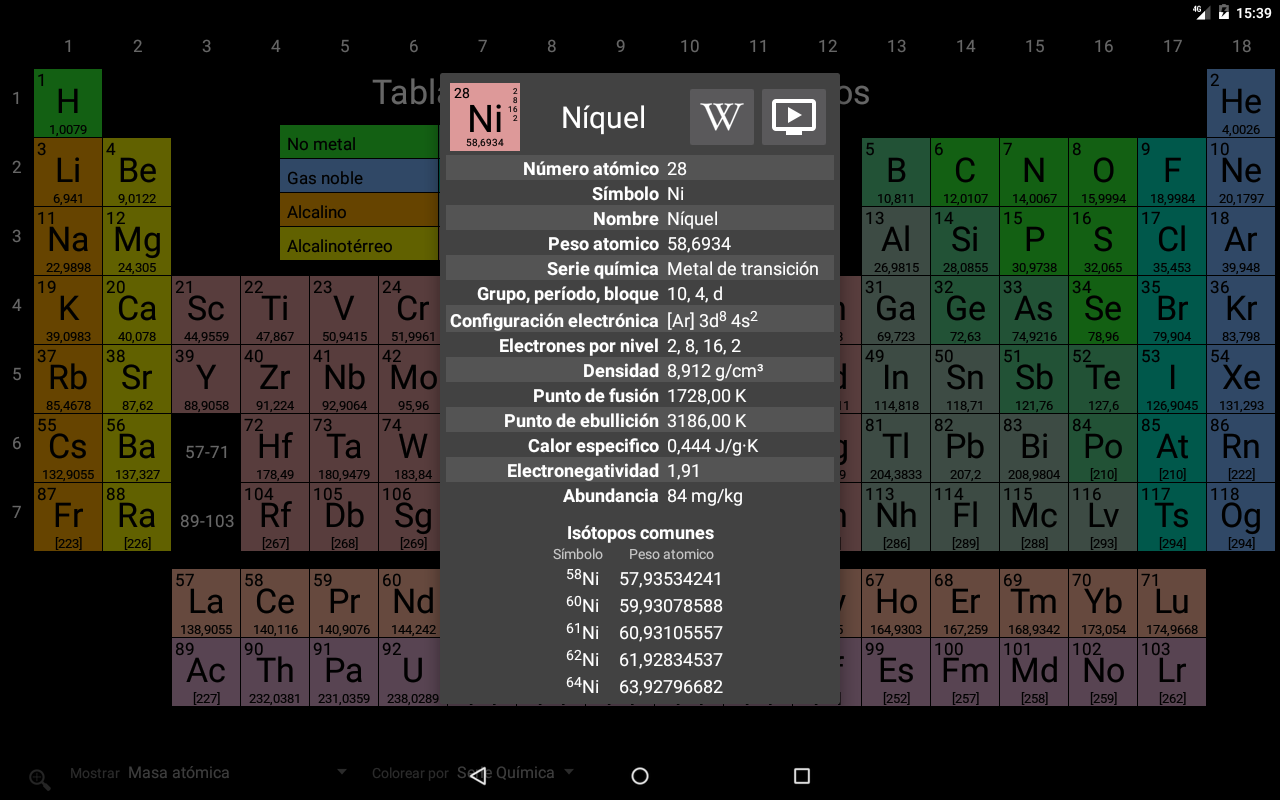 4G 15:39
1 2 3 4 5 6 7 8 9 10 11 12 13 14 15 16 17 18
Tabla
os
1
1 H 1,0079
2 He 4,0026
No metal
Gas noble
Alcalino
Alcalinotérreo
2
3 Li 6,941
4 Be 9,0122
5 B 10,811
6 C 12,0107
7 N 14,0067
8 O 15,9994
9 F 18,9984
10 Ne 20,1797
3
11 Na 22,9898
12 Mg 24,305
13 Al 26,9815
14 Si 28,0855
15 P 30,9738
16 S 32,065
17 Cl 35,453
18 Ar 39,948
4
19 K 39,0983
20 Ca 40,078
21 Sc 44,9559
22 Ti 47,867
23 V 50,9415
24 Cr 51,9961
31 Ga 69,723
32 Ge 72,63
33 As 74,9216
34 Se 78,96
35 Br 79,904
36 Kr 83,798
5
37 Rb 85,4678
38 Sr 87,62
39 Y 88,9058
40 Zr 91,224
41 Nb 92,9064
42 Mo 95,96
49 In 114,818
50 Sn 118,71
51 Sb 121,76
52 Te 127,6
53 I 126,9045
54 Xe 131,293
6
55 Cs 132,9055
56 Ba 137,327
57-71
72 Hf 178,49
73 Ta 180,9479
74 W 183,84
81 Tl 204,3833
82 Pb 207,2
83 Bi 208,9804
84 Po [210]
85 At [210]
86 Rn [222]
7
87 Fr [223]
88 Ra [226]
89-103
104 Rf [267]
105 Db [268]
106 Sg [269]
113 Nh [286]
114 Fl [289]
115 Mc [288]
116 Lv [293]
117 Ts [294]
118 Og [294]
57 La 138,9055
58 Ce 140,116
59 Pr 140,9076
60 Nd 144,242
67 Ho 164,9303
68 Er 167,259
69 Tm 168,9342
70 Yb 173,054
71 Lu 174,9668
89 Ac [227]
90 Th 232,0381
91 Pa 231,0359
92 U 238,0289
99 Es [252]
100 Fm [257]
101 Md [258]
102 No [259]
103 Lr [262]
28 Ni 2 8 16 2 58,6934
Níquel
W
Número atómico 28
Símbolo Ni
Nombre Níquel
Peso atomico 58,6934
Serie química Metal de transición
Grupo, período, bloque 10, 4, d
Configuración electrónica [Ar] 3d⁸ 4s²
Electrones por nivel 2, 8, 16, 2
Densidad 8,912 g/cm³
Punto de fusión 1728,00 K
Punto de ebullición 3186,00 K
Calor especifico 0,444 J/g·K
Electronegatividad 1,91
Abundancia 84 mg/kg
Isótopos comunes
Símbolo Peso atomico
⁵⁸Ni 57,93534241
⁶⁰Ni 59,93078588
⁶¹Ni 60,93105557
⁶²Ni 61,92834537
⁶⁴Ni 63,92796682
Mostrar Masa atómica Colorear por Serie Química